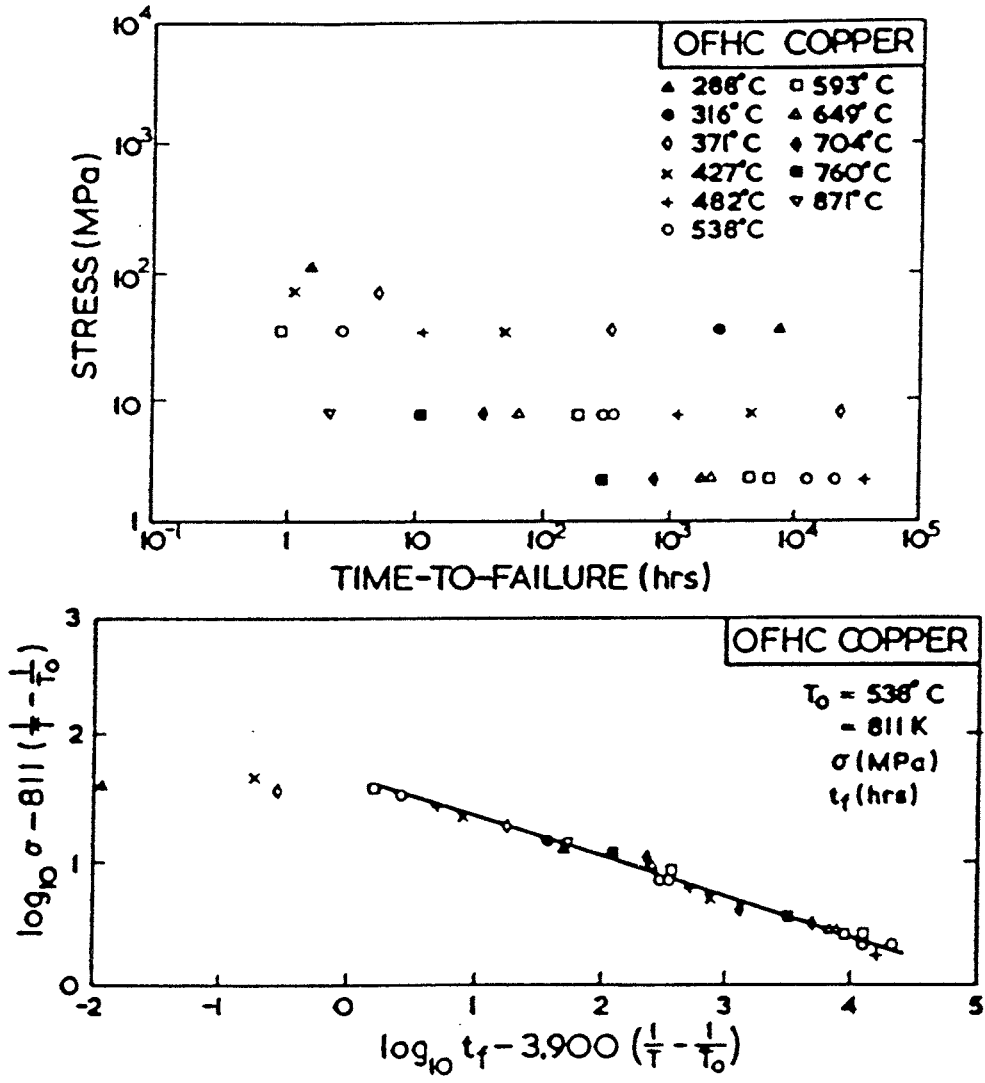 10⁴
10³
10²
10
1
STRESS (MPa)
OFHC COPPER
▲ 288°C □ 593°C
● 316°C △ 649°C
◊ 371°C ♦ 704°C
× 427°C ■ 760°C
+ 482°C ▽ 871°C
○ 538°C
10⁻¹ 1 10 10² 10³ 10⁴ 10⁵
TIME-TO-FAILURE (hrs)
3
2
1
0
log₁₀ σ – 811 (1/T – 1/T₀)
OFHC COPPER
T₀ = 538°C
= 811K
σ (MPa)
t_f (hrs)
-2 -1 0 1 2 3 4 5
log₁₀ t_f – 3,900 (1/T – 1/T₀)